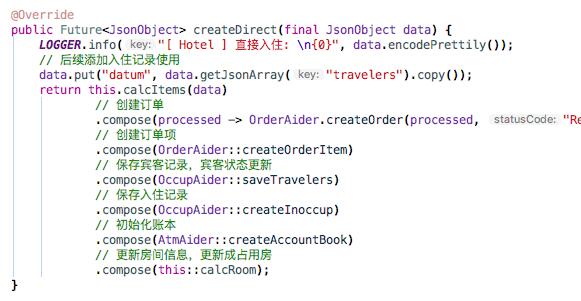 @Override
public Future<JsonObject> createDirect(final JsonObject data) {
LOGGER.info( key: "[ Hotel ] 直接入住: \n{0}", data.encodePrettily());
// 后续添加入住记录使用
data.put("datum", data.getJsonArray( key: "travelers").copy());
return this.calcItems(data)
// 创建订单
.compose(processed -> OrderAider.createOrder(processed, statusCode: "Re
// 创建订单项
.compose(OrderAider::createOrderItem)
// 保存宾客记录，宾客状态更新
.compose(OccupAider::saveTravelers)
// 保存入住记录
.compose(OccupAider::createInoccup)
// 初始化账本
.compose(AtmAider::createAccountBook)
// 更新房间信息，更新成占用房
.compose(this::calcRoom);
}